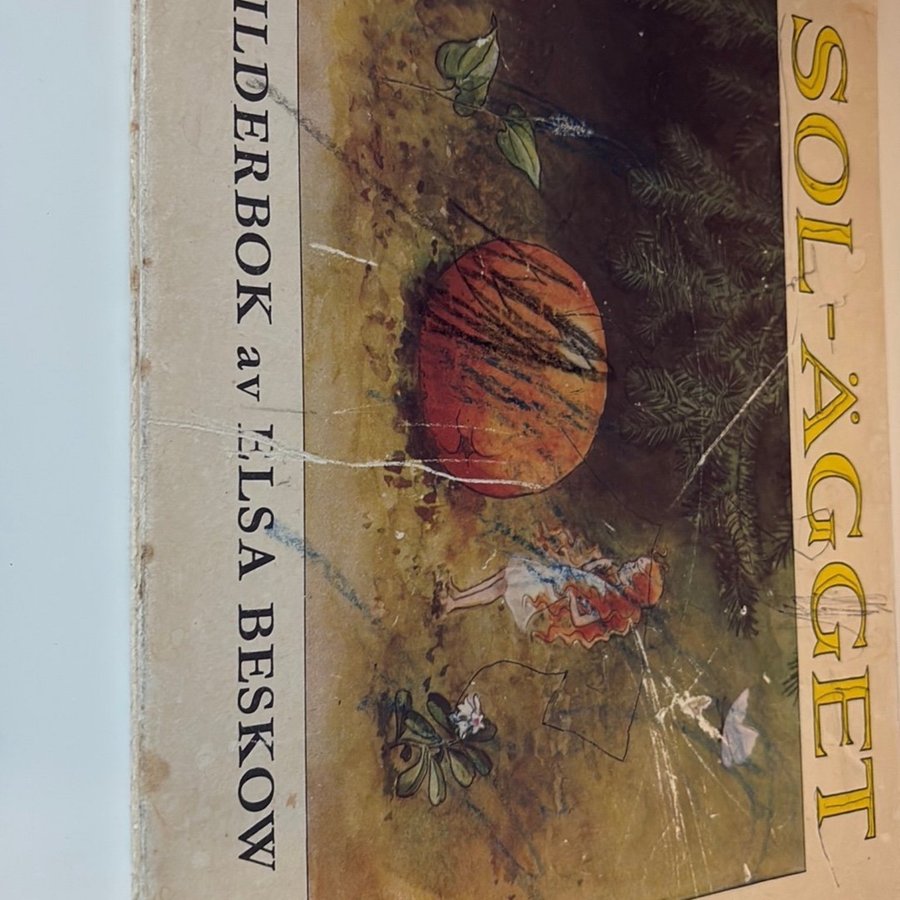 SOL-ÄGGET
ILDERBOK av ELSA BESKOW